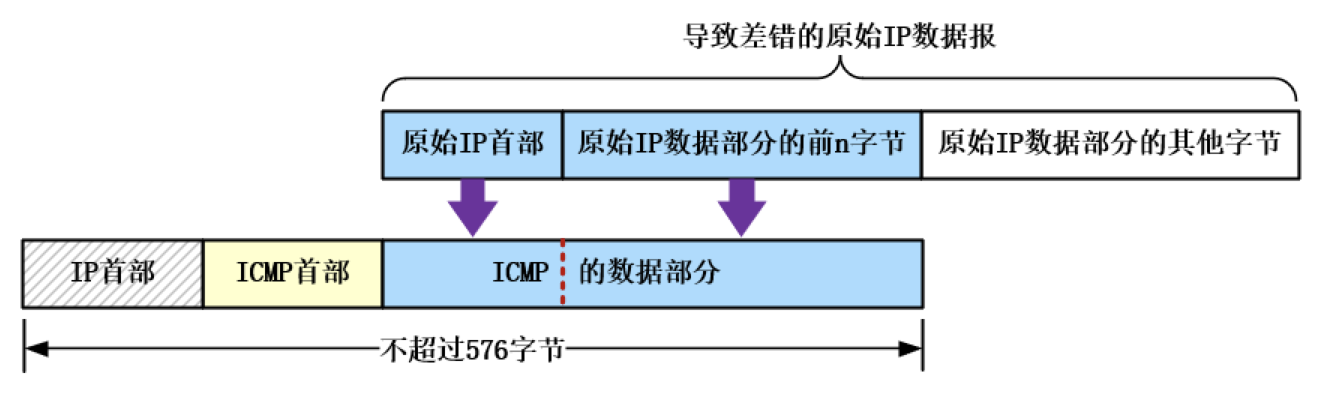 导致差错的原始IP数据报
原始IP首部
原始IP数据部分的前n字节
原始IP数据部分的其他字节
IP首部
ICMP首部
ICMP 的数据部分
不超过576字节